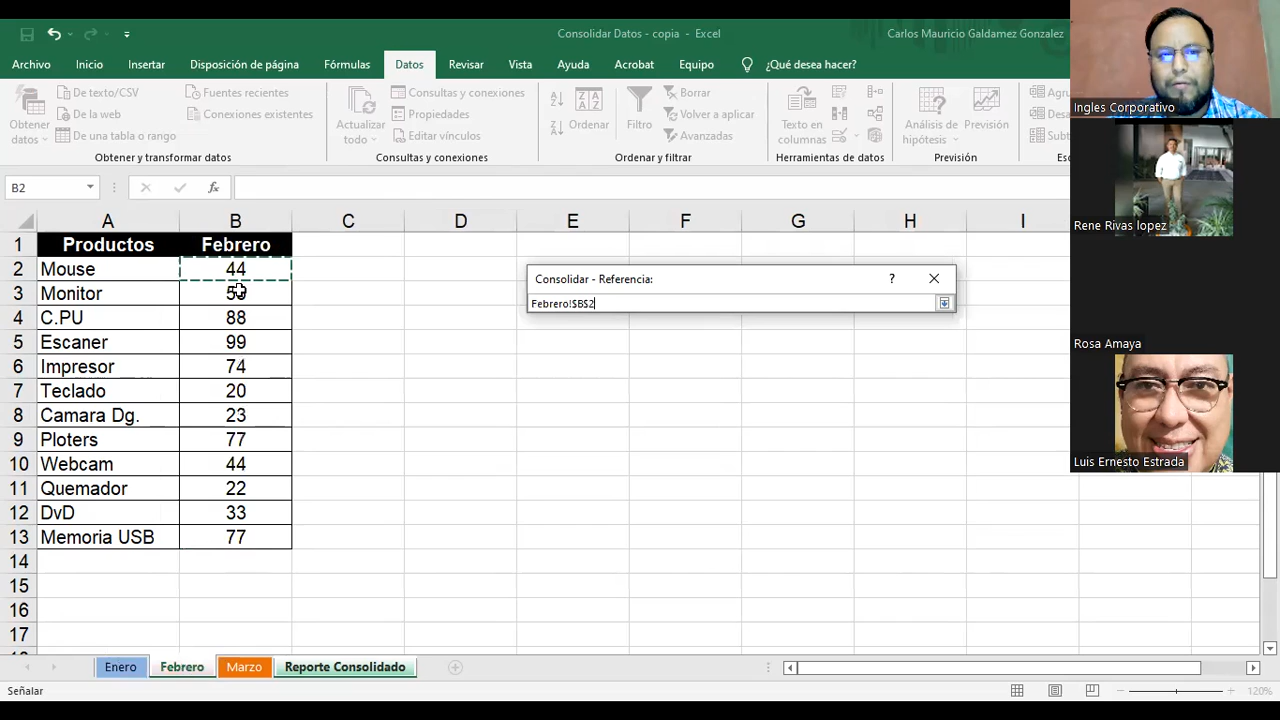 Consolidar Datos - copia - Excel
Carlos Mauricio Galdamez Gonzalez
Archivo Inicio Insertar Disposición de página Fórmulas Datos Revisar Vista Ayuda Acrobat Equipo ¿Qué desea hacer?
Obtener datos
De texto/CSV
De la web
De una tabla o rango
Fuentes recientes
Conexiones existentes
Obtener y transformar datos
Actualizar todo
Consultas y conexiones
Propiedades
Editar vínculos
Consultas y conexiones
Ordenar
Filtro
Borrar
Volver a aplicar
Avanzadas
Ordenar y filtrar
Texto en columnas
Herramientas de datos
Análisis de hipótesis
Previsión
Previsión
Agru
Desa
Sub
Esc
B2
fx
A B C D E F G H I
1 Productos Febrero
2 Mouse 44
3 Monitor
4 C.PU 88
5 Escaner 99
6 Impresor 74
7 Teclado 20
8 Camara Dg. 23
9 Ploters 77
10 Webcam 44
11 Quemador 22
12 DvD 33
13 Memoria USB 77
14
15
16
17
Consolidar - Referencia:
? 
Febrero!$B$2
Enero Febrero Marzo Reporte Consolidado
Señalar
120%
Ingles Corporativo
Rene Rivas lopez
Rosa Amaya
Luis Ernesto Estrada